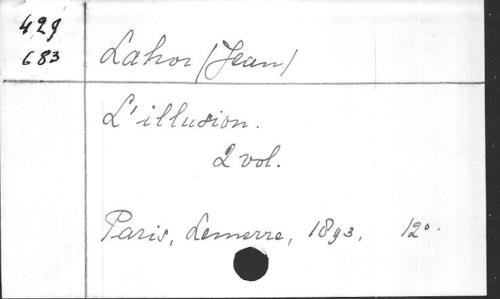 429
683
Lahor (Jean)
L'illusion.
2 vol.
Paris, Lemerre, 1893. 12°.